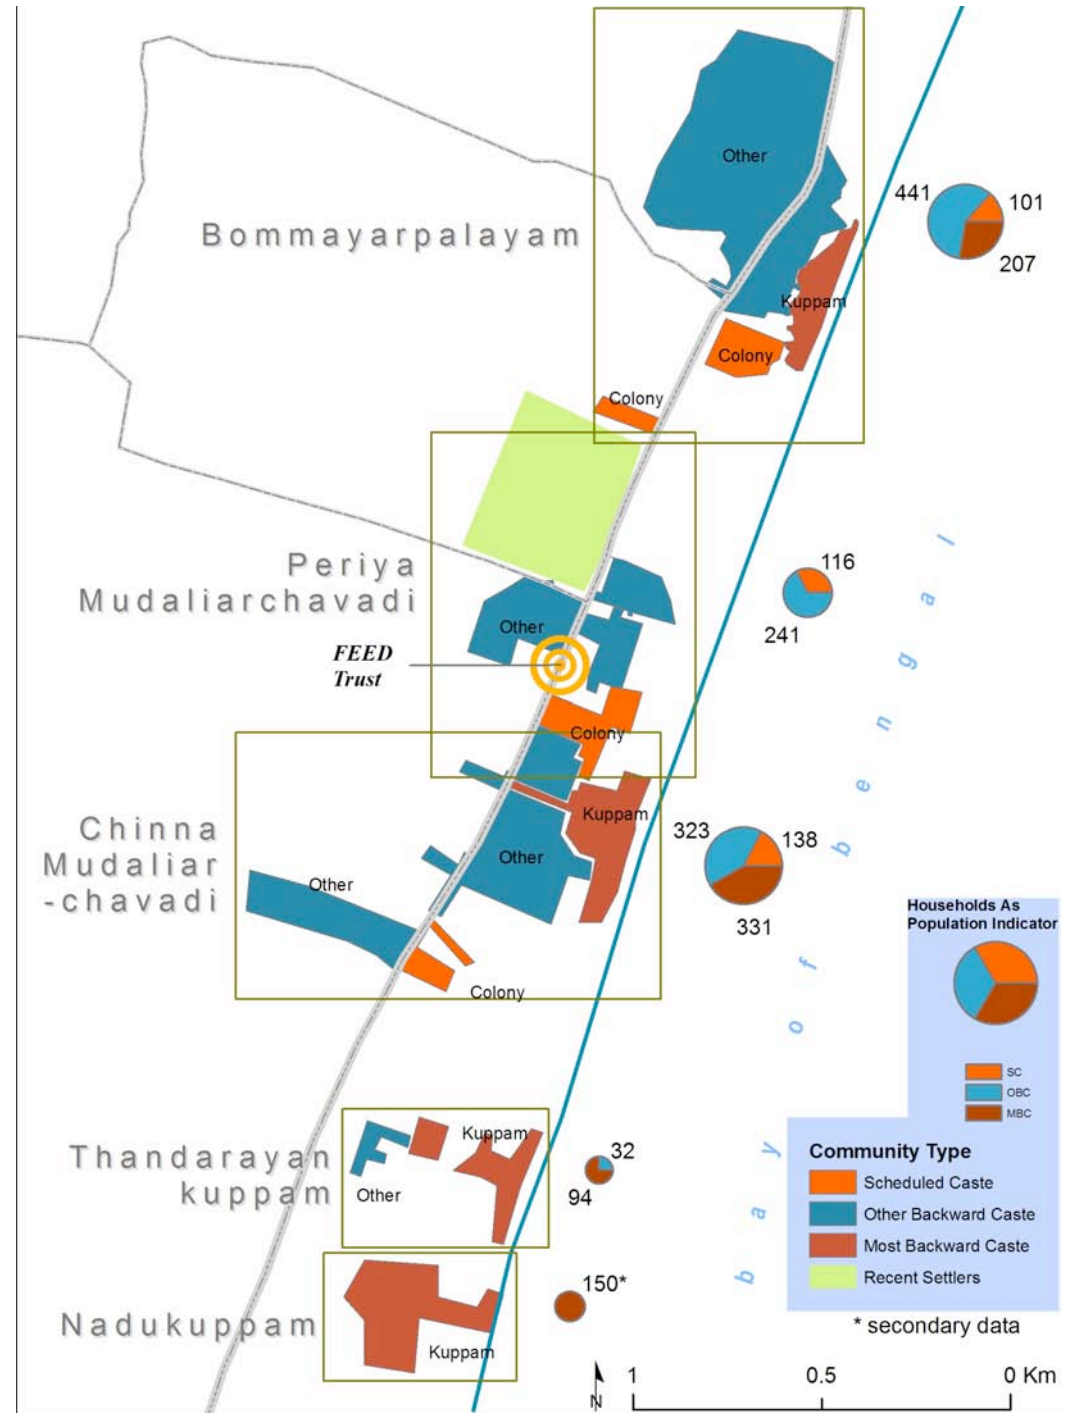 Other
441
101
207
Bommayarpalayam
Kuppam
Colony
Colony
Periya
Mudaliarchavadi
116
241
Other
FEED
Trust
Colony
Chinna
Mudaliar
-chavadi
Kuppam
Other
Other
Colony
323
138
331
bay of bengal
Households As
Population Indicator
SC
OBC
MBC
Thandarayan
kuppam
Kuppam
Other
32
94
Community Type
Scheduled Caste
Other Backward Caste
Most Backward Caste
Recent Settlers
Nadukuppam
Kuppam
150*
* secondary data
N
1 0.5 0 Km